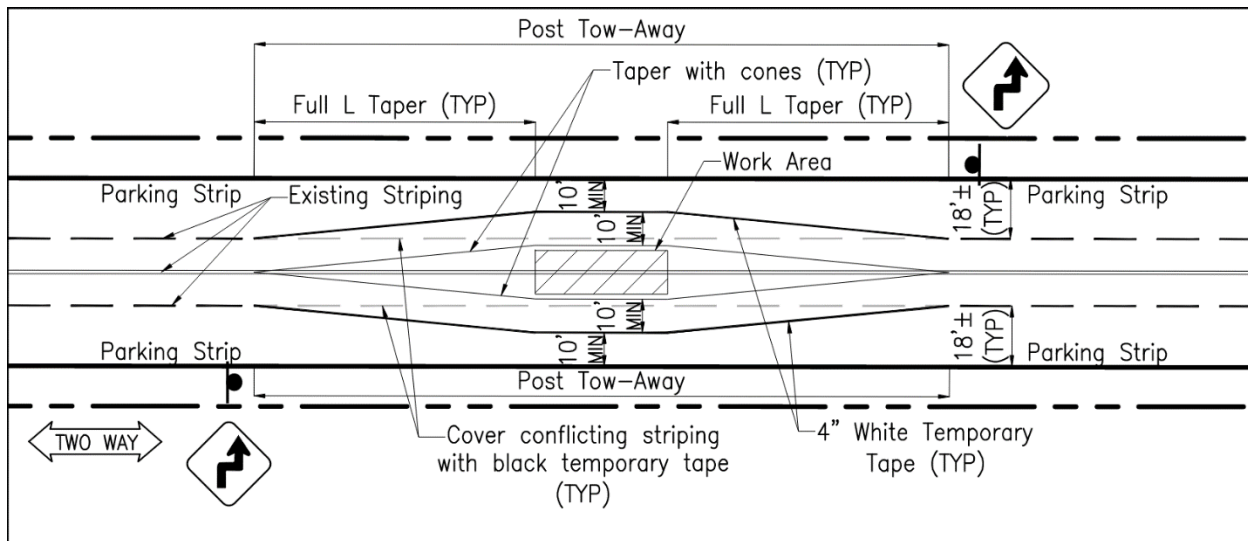 Post Tow-Away
Taper with cones (TYP)
Full L Taper (TYP)
Full L Taper (TYP)
Work Area
Parking Strip
Existing Striping
10'
MIN
18'±
(TYP)
Parking Strip
10'
MIN
10'
MIN
Parking Strip
10'
MIN
18'±
(TYP)
Parking Strip
Post Tow-Away
TWO WAY
Cover conflicting striping
with black temporary tape
(TYP)
4" White Temporary
Tape (TYP)